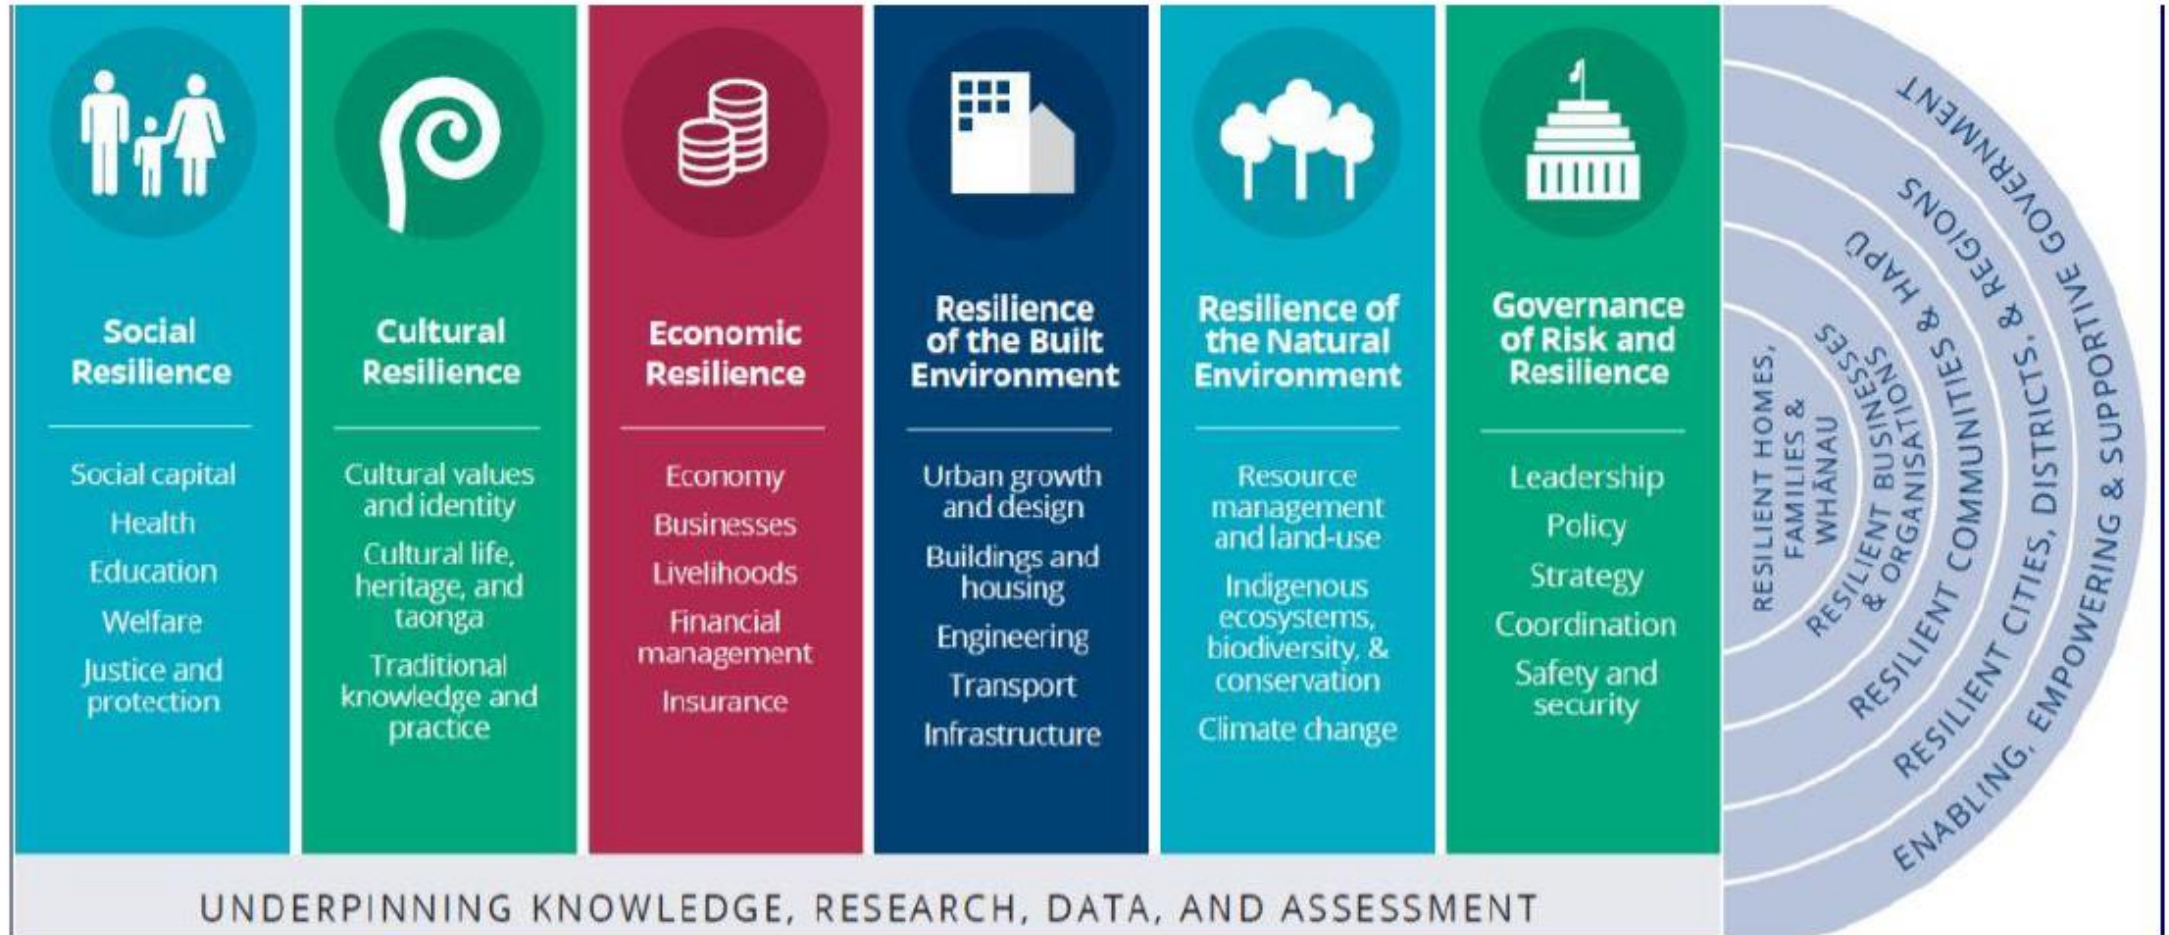 Social
Resilience
Social capital
Health
Education
Welfare
Justice and
protection
Cultural
Resilience
Cultural values
and identity
Cultural life,
heritage, and
taonga
Traditional
knowledge and
practice
Economic
Resilience
Economy
Businesses
Livelihoods
Financial
management
Insurance
Resilience
of the Built
Environment
Urban growth
and design
Buildings and
housing
Engineering
Transport
Infrastructure
Resilience of
the Natural
Environment
Resource
management
and land-use
Indigenous
ecosystems,
biodiversity, &
conservation
Climate change
Governance
of Risk and
Resilience
Leadership
Policy
Strategy
Coordination
Safety and
security
RESILIENT HOMES,
FAMILIES &
WHĀNAU
RESILIENT BUSINESSES
& ORGANISATIONS
RESILIENT COMMUNITIES & HAPŪ
RESILIENT CITIES, DISTRICTS, & REGIONS
ENABLING, EMPOWERING & SUPPORTIVE GOVERNMENT
UNDERPINNING KNOWLEDGE, RESEARCH, DATA, AND ASSESSMENT